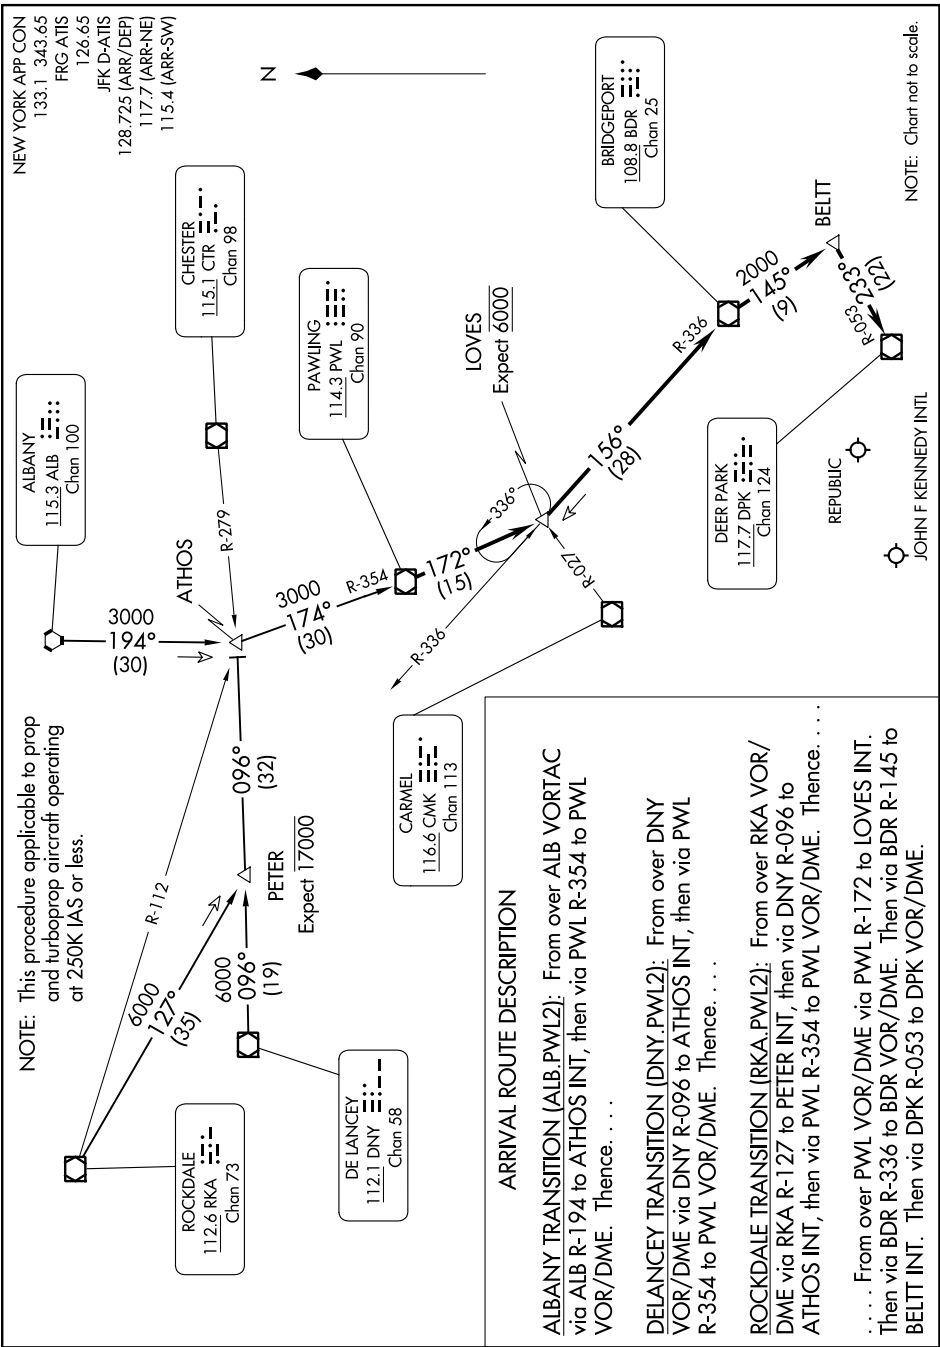 NEW YORK APP CON
133.1 343.65
FRG ATIS
126.65
JFK D-ATIS
128.725 (ARR/DEP)
117.7 (ARR-NE)
115.4 (ARR-SW)
NOTE: This procedure applicable to prop
and turboprop aircraft operating
at 250K IAS or less.
N
ALBANY
115.3 ALB
Chan 100
CHESTER
115.1 CTR
Chan 98
ROCKDALE
112.6 RKA
Chan 73
DE LANCEY
112.1 DNY
Chan 58
PAWLING
114.3 PWL
Chan 90
CARMEL
116.6 CMK
Chan 113
BRIDGEPORT
108.8 BDR
Chan 25
DEER PARK
117.7 DPK
Chan 124
3000
194°
(30)
ATHOS
R-279
R-112
6000
127°
(35)
6000
096°
(19)
PETER
Expect 17000
096°
(32)
3000
174°
(30)
R-354
172°
(15)
336°
R-336
R-027
LOVES
Expect 6000
156°
(28)
R-336
2000
145°
(9)
BELTT
233°
(22)
R-053
REPUBLIC
JOHN F KENNEDY INTL
NOTE: Chart not to scale.
ARRIVAL ROUTE DESCRIPTION
ALBANY TRANSITION (ALB.PWL2): From over ALB VORTAC
via ALB R-194 to ATHOS INT, then via PWL R-354 to PWL
VOR/DME. Thence. . . .
DELANCEY TRANSITION (DNY.PWL2): From over DNY
VOR/DME via DNY R-096 to ATHOS INT, then via PWL
R-354 to PWL VOR/DME. Thence. . . .
ROCKDALE TRANSITION (RKA.PWL2): From over RKA VOR/
DME via RKA R-127 to PETER INT, then via DNY R-096 to
ATHOS INT, then via PWL R-354 to PWL VOR/DME. Thence. . . .
. . . . From over PWL VOR/DME via PWL R-172 to LOVES INT.
Then via BDR R-336 to BDR VOR/DME. Then via BDR R-145 to
BELTT INT. Then via DPK R-053 to DPK VOR/DME.